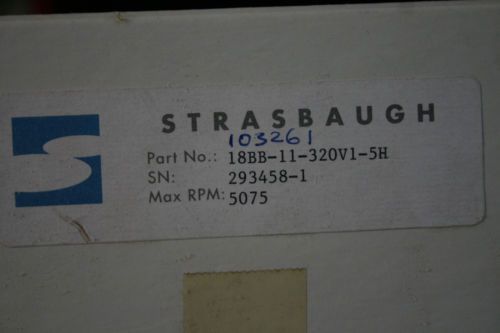 STRASBAUGH
103261
Part No.: 18BB-11-320V1-5H
SN: 293458-1
Max RPM: 5075